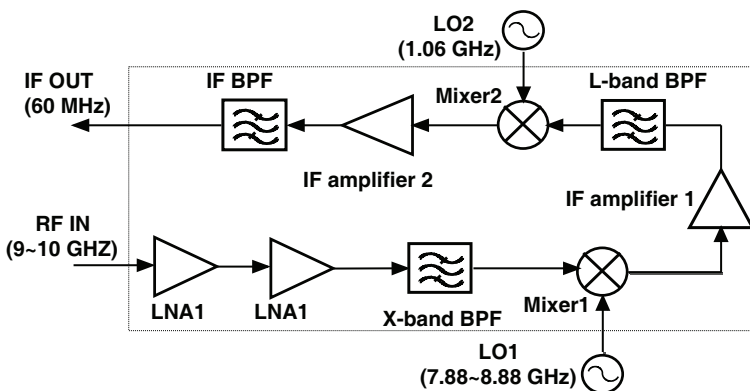 LO2
(1.06 GHz)
IF OUT
(60 MHz)
IF BPF
Mixer2
L-band BPF
IF amplifier 2
IF amplifier 1
RF IN
(9~10 GHZ)
LNA1
LNA1
X-band BPF
Mixer1
LO1
(7.88~8.88 GHz)